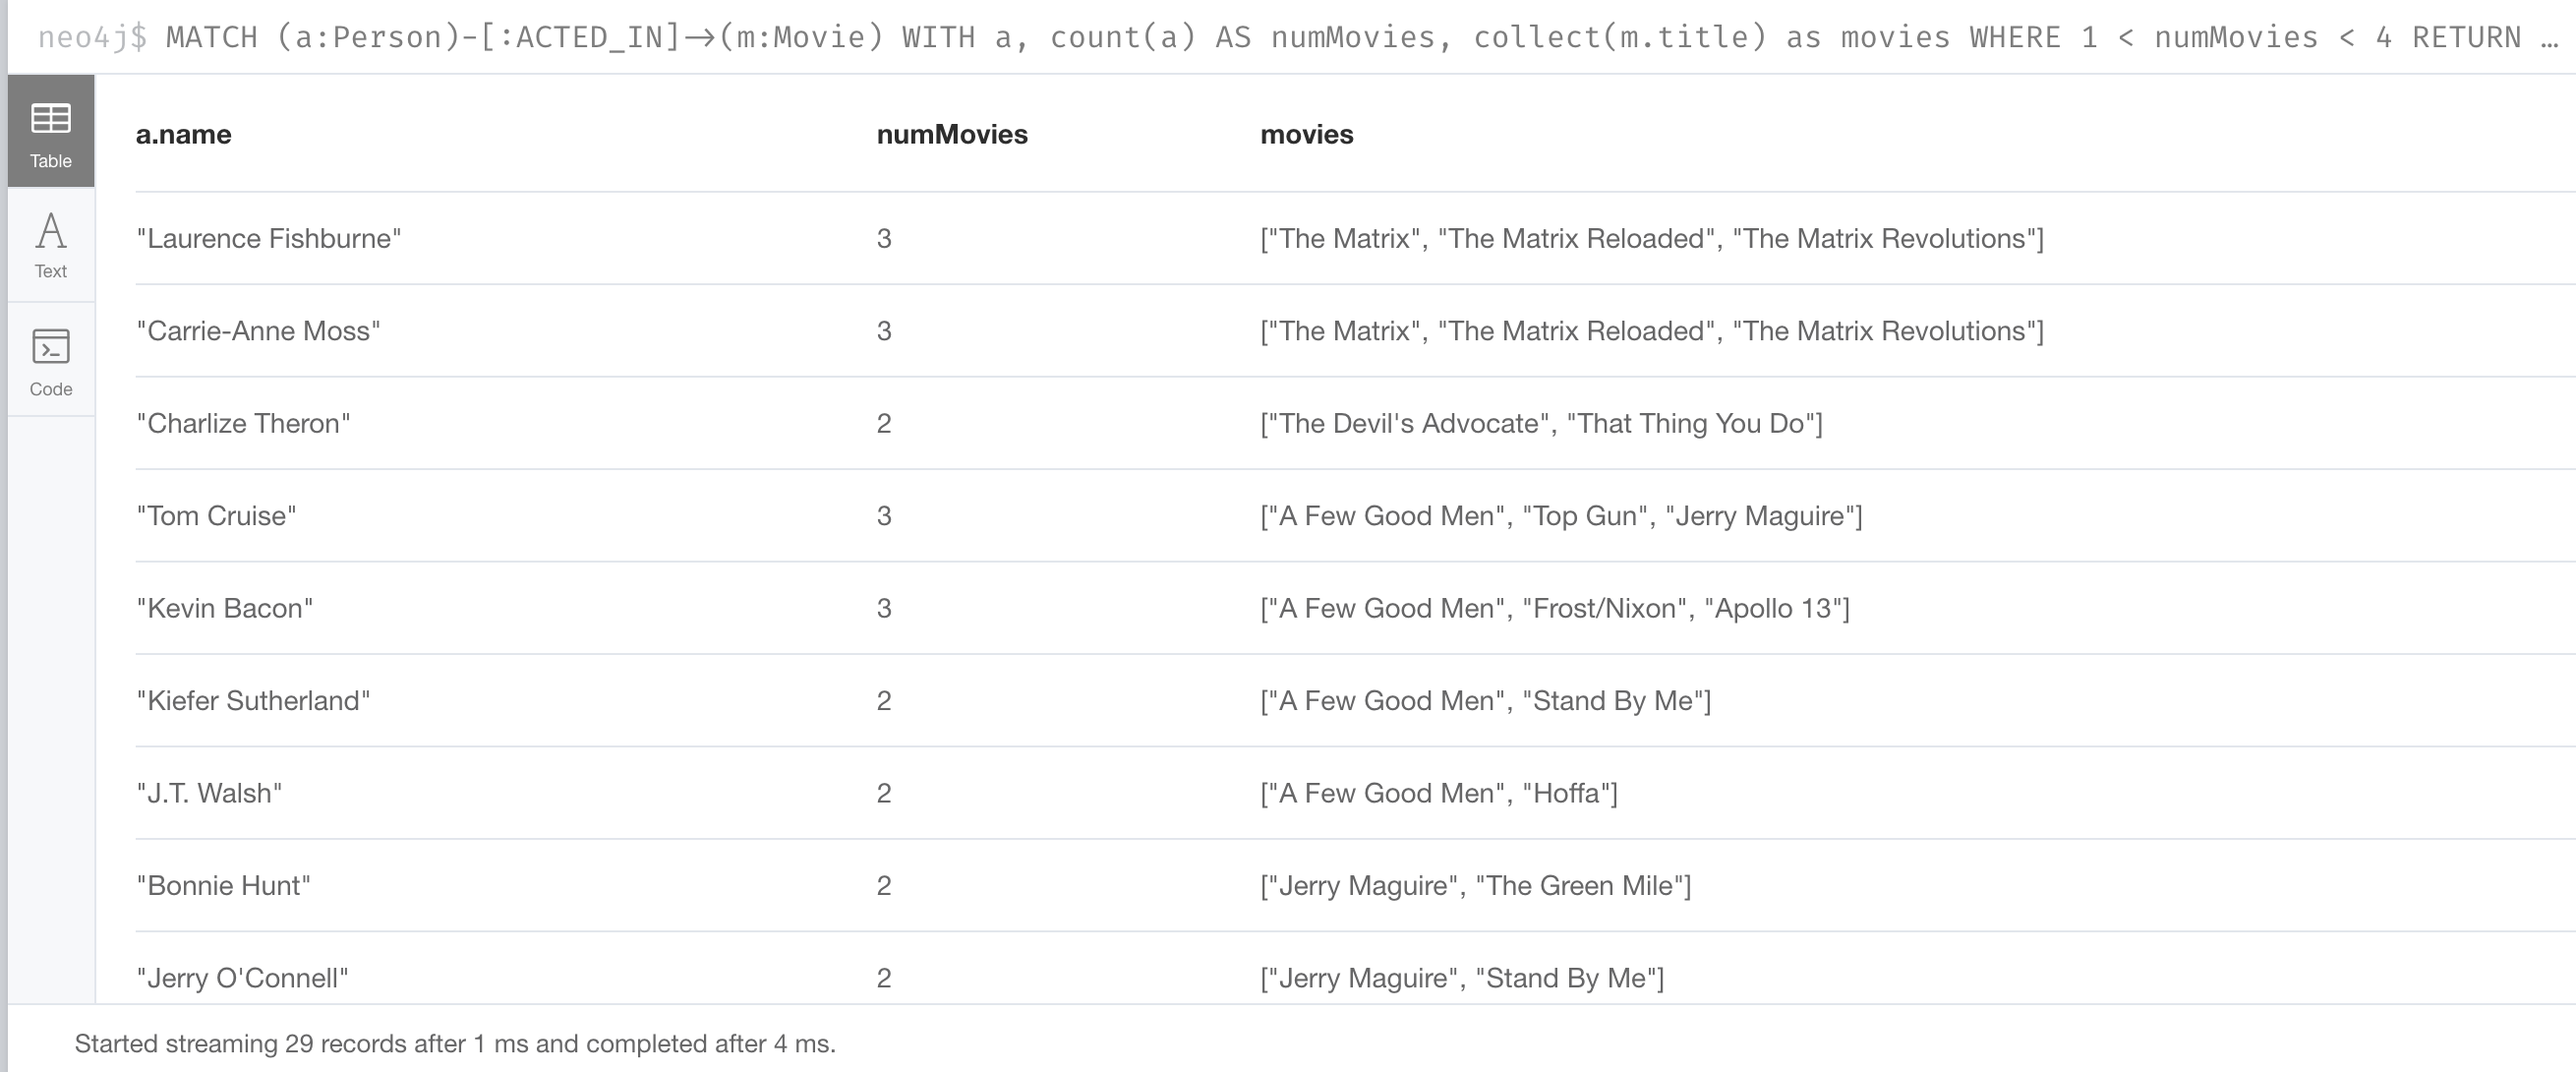 neo4j$ MATCH (a:Person)-[:ACTED_IN]->(m:Movie) WITH a, count(a) AS numMovies, collect(m.title) as movies WHERE 1 < numMovies < 4 RETURN …
Table
Text
Code
a.name numMovies movies
"Laurence Fishburne" 3 ["The Matrix", "The Matrix Reloaded", "The Matrix Revolutions"]
"Carrie-Anne Moss" 3 ["The Matrix", "The Matrix Reloaded", "The Matrix Revolutions"]
"Charlize Theron" 2 ["The Devil's Advocate", "That Thing You Do"]
"Tom Cruise" 3 ["A Few Good Men", "Top Gun", "Jerry Maguire"]
"Kevin Bacon" 3 ["A Few Good Men", "Frost/Nixon", "Apollo 13"]
"Kiefer Sutherland" 2 ["A Few Good Men", "Stand By Me"]
"J.T. Walsh" 2 ["A Few Good Men", "Hoffa"]
"Bonnie Hunt" 2 ["Jerry Maguire", "The Green Mile"]
"Jerry O'Connell" 2 ["Jerry Maguire", "Stand By Me"]
Started streaming 29 records after 1 ms and completed after 4 ms.